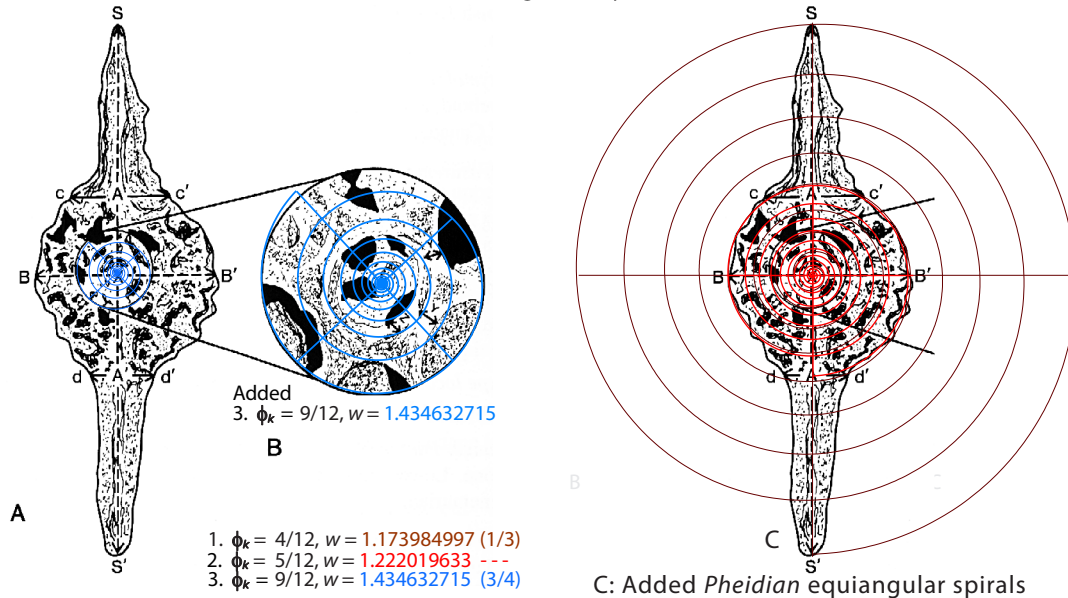 S
S
c A c'
c A c'
B B'
B B'
d A' d'
d A d'
Added
3. ϕk = 9/12, w = 1.434632715
B
B
A
1. ϕk = 4/12, w = 1.173984997 (1/3)
2. ϕk = 5/12, w = 1.222019633 ---
3. ϕk = 9/12, w = 1.434632715 (3/4)
S'
C
S'
C: Added Pheidian equiangular spirals